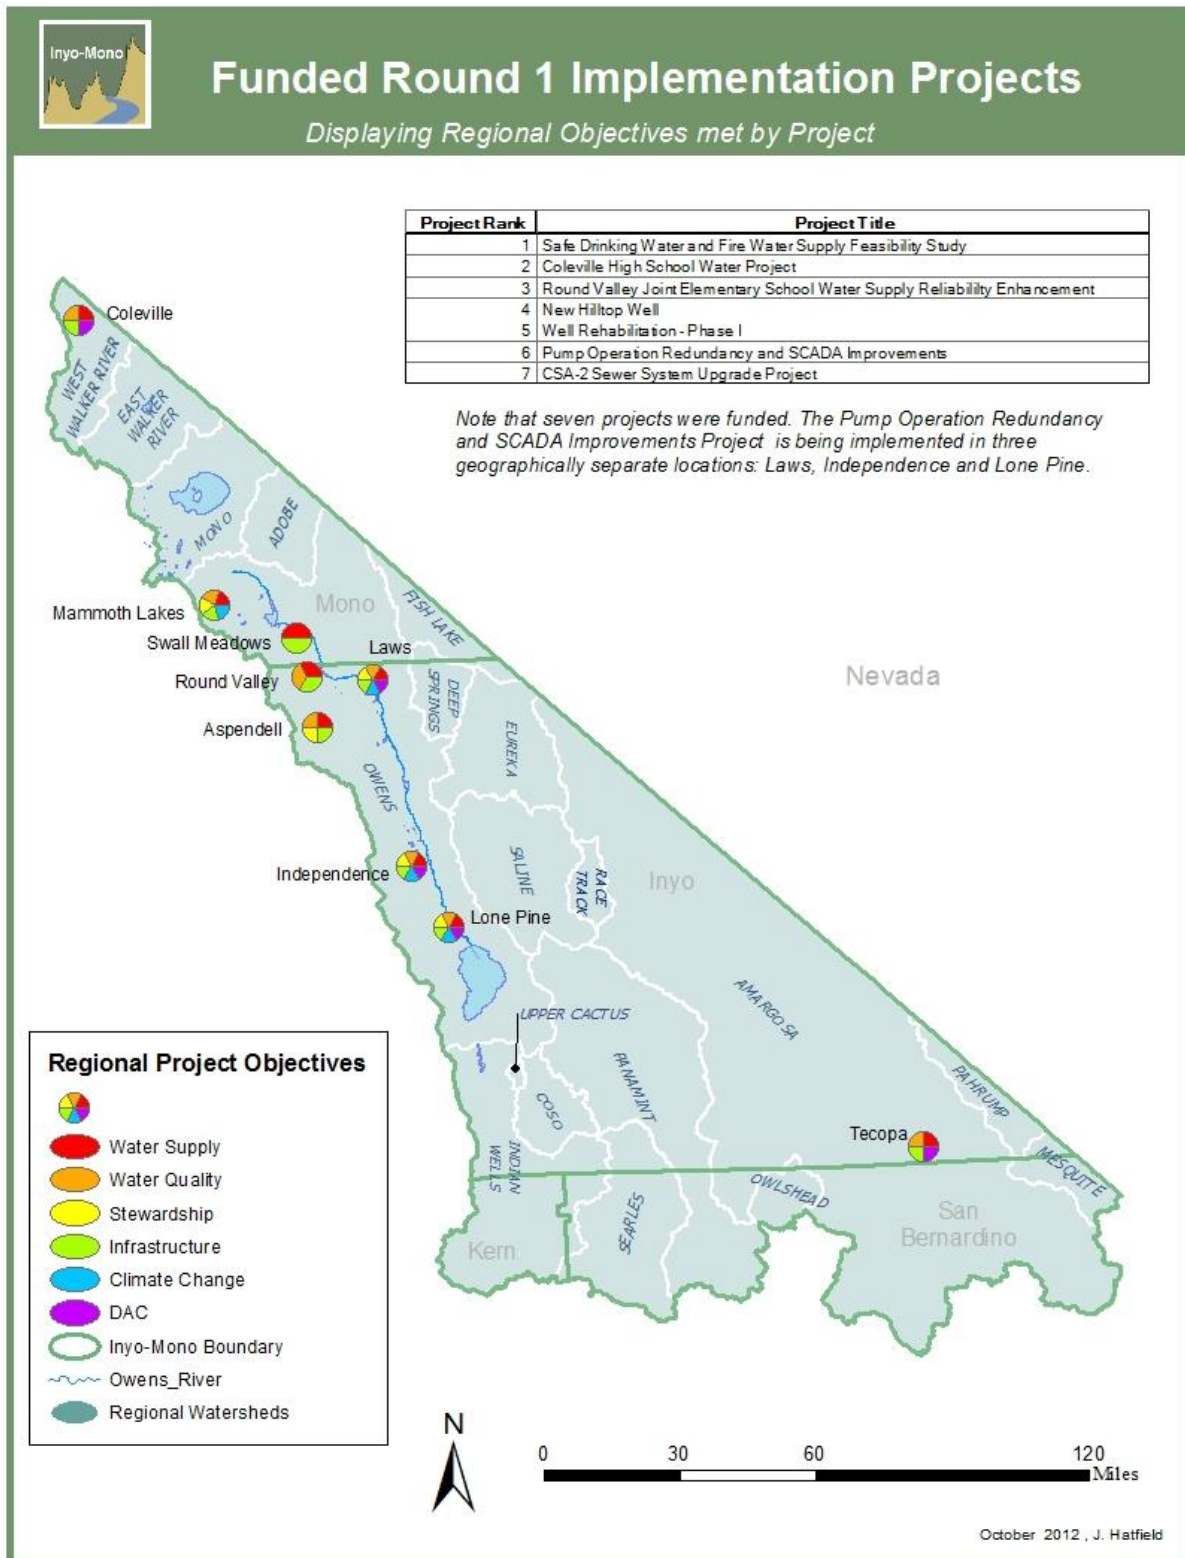 Inyo-Mono
Funded Round 1 Implementation Projects
Displaying Regional Objectives met by Project
Project Rank Project Title
1 Safe Drinking Water and Fire Water Supply Feasibility Study
2 Coleville High School Water Project
3 Round Valley Joint Elementary School Water Supply Reliabililty Enhancement
4 New Hilltop Well
5 Well Rehabilitation - Phase I
6 Pump Operation Redundancy and SCADA Improvements
7 CSA-2 Sewer System Upgrade Project
Note that seven projects were funded. The Pump Operation Redundancy
and SCADA Improvements Project is being implemented in three
geographically separate locations: Laws, Independence and Lone Pine.
Coleville
WEST
WALKER RIVER
EAST
WALKER
RIVER
MONO
ADOBE
Mammoth Lakes
Mono
FISH LAKE
Swall Meadows
Laws
Round Valley
DEEP
SPRINGS
Nevada
Aspendell
EUREKA
OWENS
Independence
SALINE
RACE
TRACK
Inyo
Lone Pine
UPPER CACTUS
AMARGOSA
PANAMINT
COSO
PAHRUMP
Tecopa
INDIAN
WELLS
MESQUITE
OWLSHEAD
SEARLES
San
Bernardino
Kern
Regional Project Objectives
Water Supply
Water Quality
Stewardship
Infrastructure
Climate Change
DAC
Inyo-Mono Boundary
Owens_River
Regional Watersheds
N
0 30 60 120
Miles
October 2012 , J. Hatfield